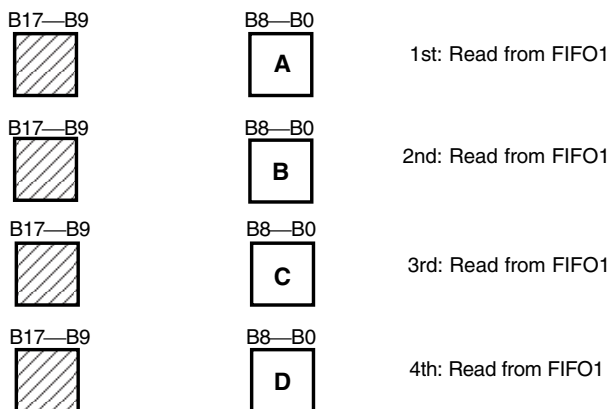 B17—B9 B8—B0
A 1st: Read from FIFO1
B17—B9 B8—B0
B 2nd: Read from FIFO1
B17—B9 B8—B0
C 3rd: Read from FIFO1
B17—B9 B8—B0
D 4th: Read from FIFO1